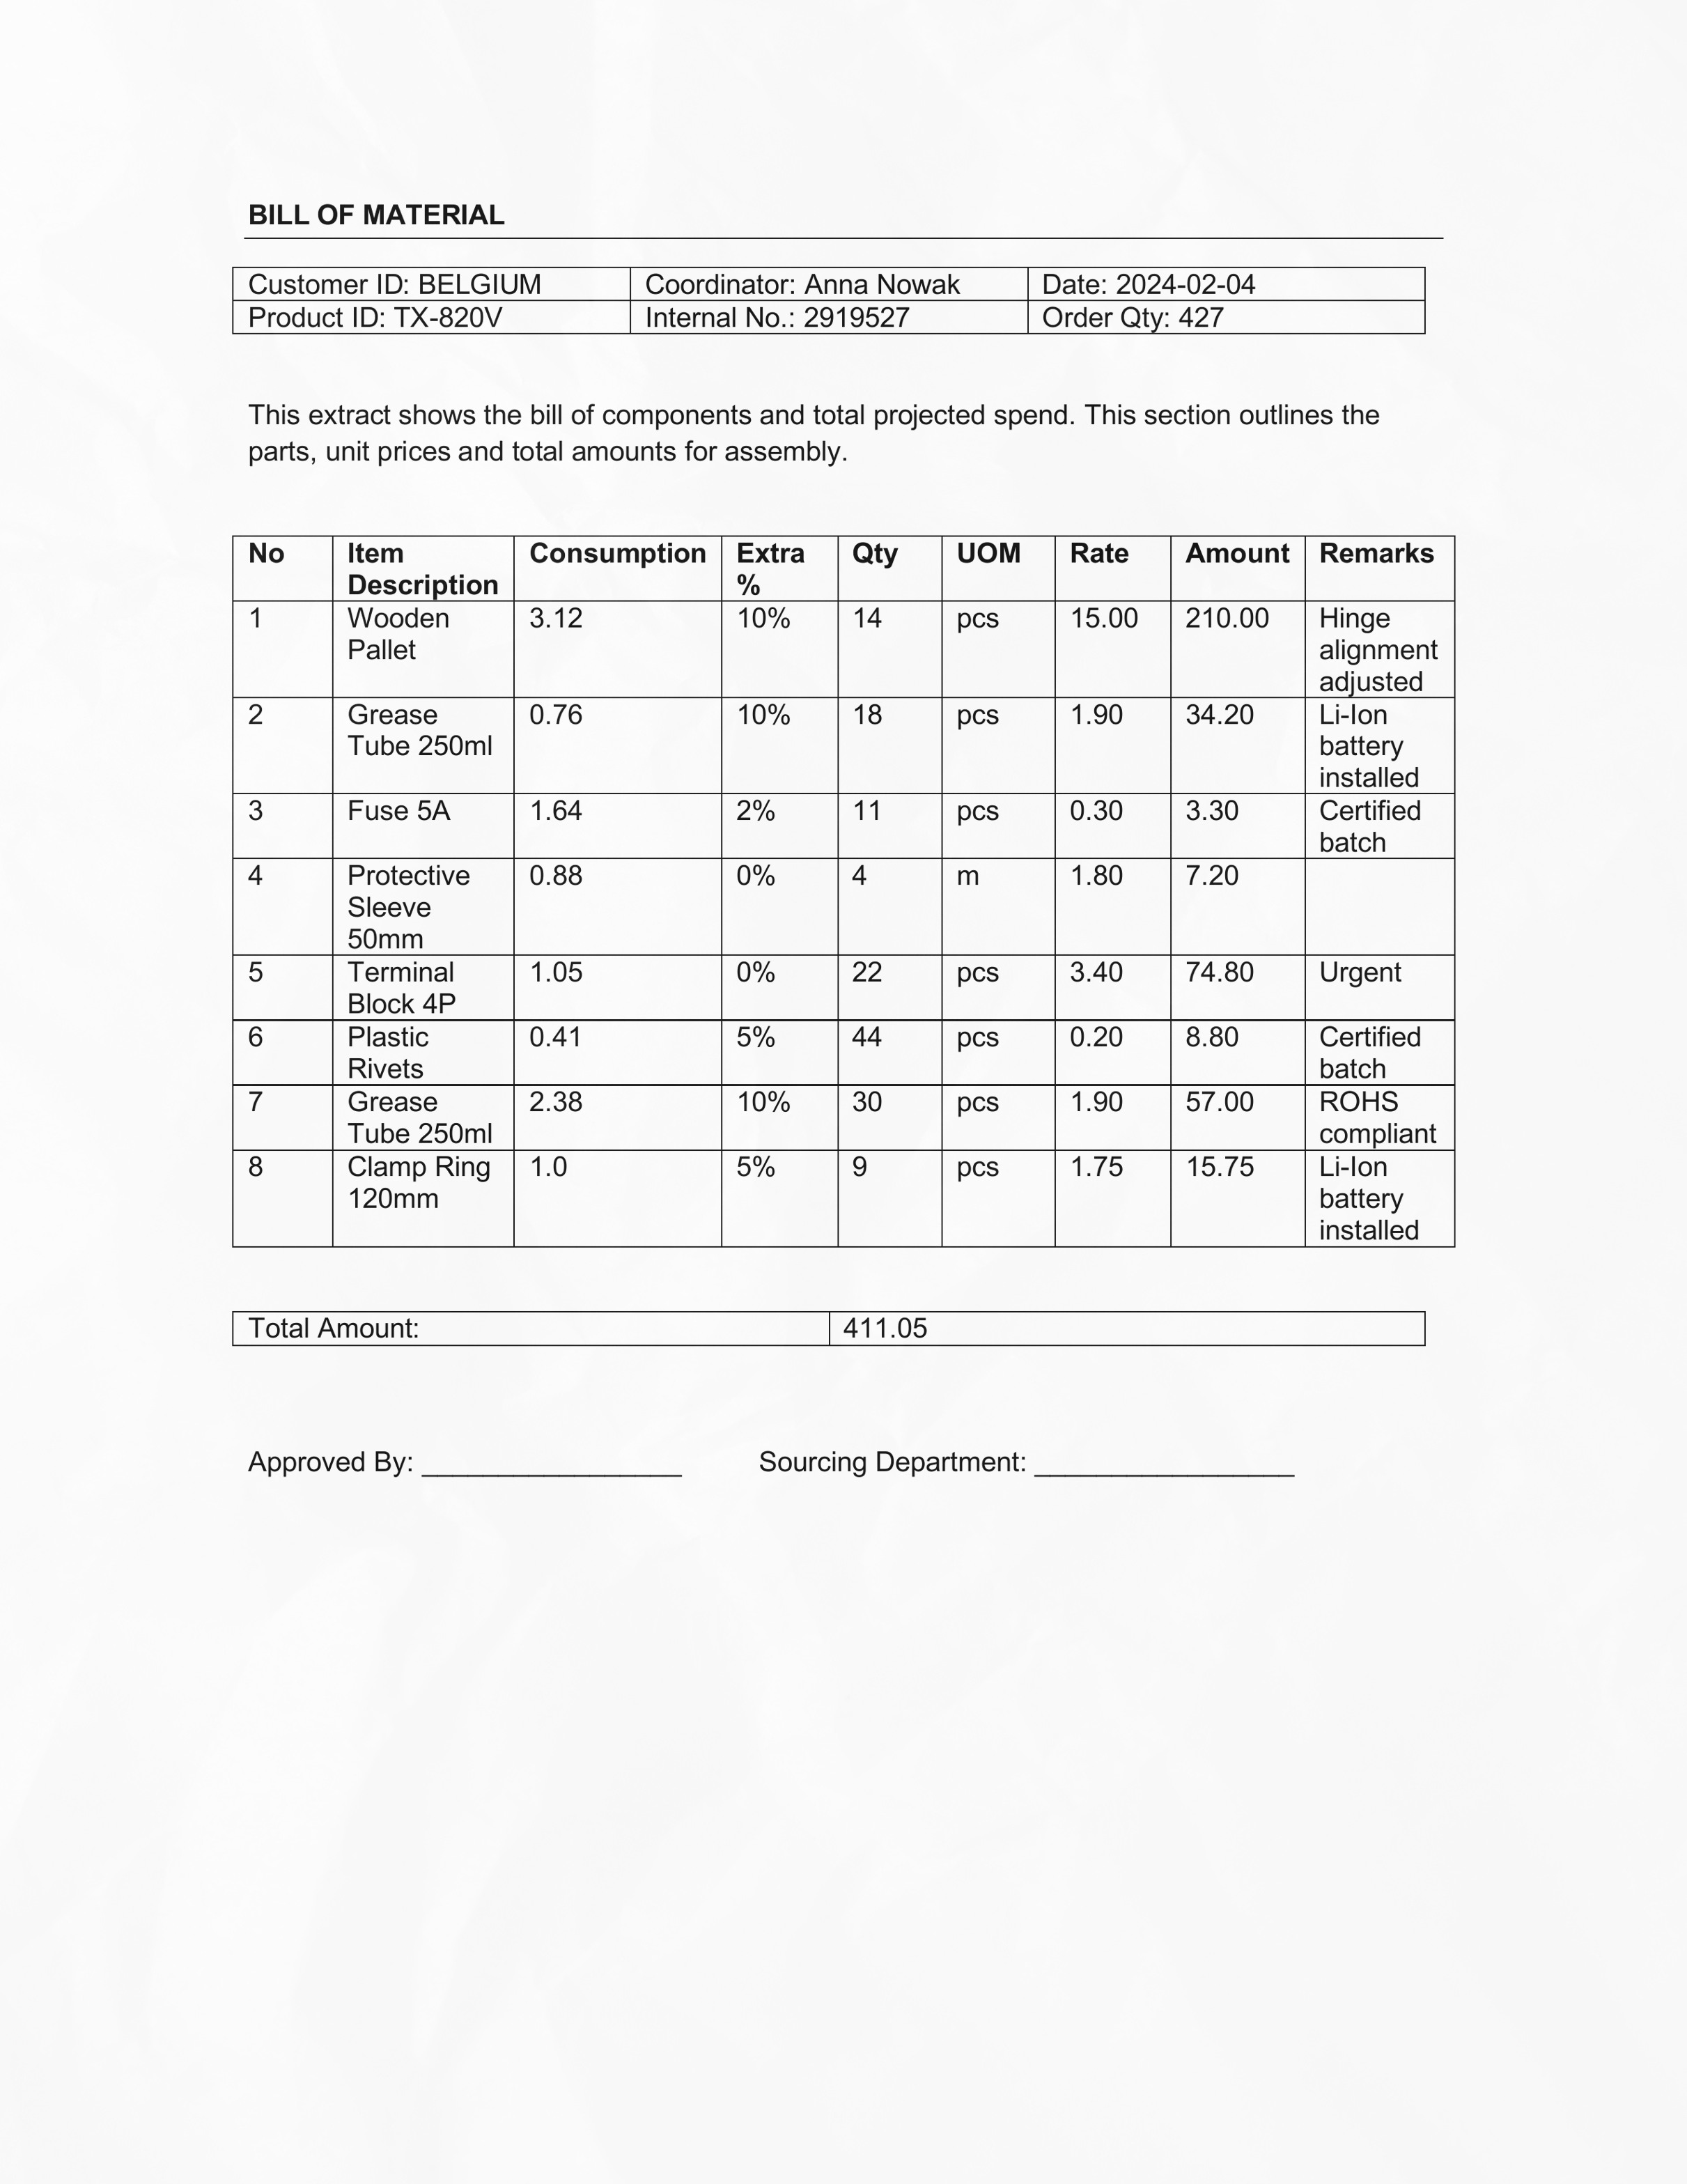 BILL OF MATERIAL
Customer ID: BELGIUM Coordinator: Anna Nowak Date: 2024-02-04
Product ID: TX-820V Internal No.: 2919527 Order Qty: 427
This extract shows the bill of components and total projected spend. This section outlines the
parts, unit prices and total amounts for assembly.
No Item Description Consumption Extra % Qty UOM Rate Amount Remarks
1 Wooden Pallet 3.12 10% 14 pcs 15.00 210.00 Hinge alignment adjusted
2 Grease Tube 250ml 0.76 10% 18 pcs 1.90 34.20 Li-Ion battery installed
3 Fuse 5A 1.64 2% 11 pcs 0.30 3.30 Certified batch
4 Protective Sleeve 50mm 0.88 0% 4 m 1.80 7.20
5 Terminal Block 4P 1.05 0% 22 pcs 3.40 74.80 Urgent
6 Plastic Rivets 0.41 5% 44 pcs 0.20 8.80 Certified batch
7 Grease Tube 250ml 2.38 10% 30 pcs 1.90 57.00 ROHS compliant
8 Clamp Ring 120mm 1.0 5% 9 pcs 1.75 15.75 Li-Ion battery installed
Total Amount: 411.05
Approved By: _________________ Sourcing Department: _________________